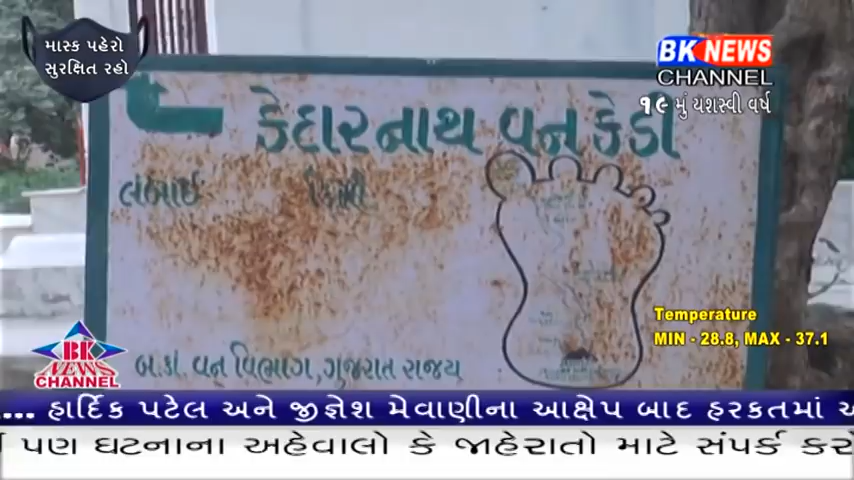 માસ્ક પહેરો
સુરક્ષિત રહો
BK NEWS
CHANNEL
૧૯ મું યશસ્વી વર્ષ
કેદારનાથ વન કેડી
લંબાઈ
બ.કાં. વન વિભાગ, ગુજરાત રાજ્ય
Temperature
MIN - 28.8, MAX - 37.1
BK
NEWS
CHANNEL
... હાર્દિક પટેલ અને જીજ્ઞેશ મેવાણીના આક્ષેપ બાદ હરકતમાં
પણ ઘટનાના અહેવાલો કે જાહેરાતો માટે સંપર્ક કરો